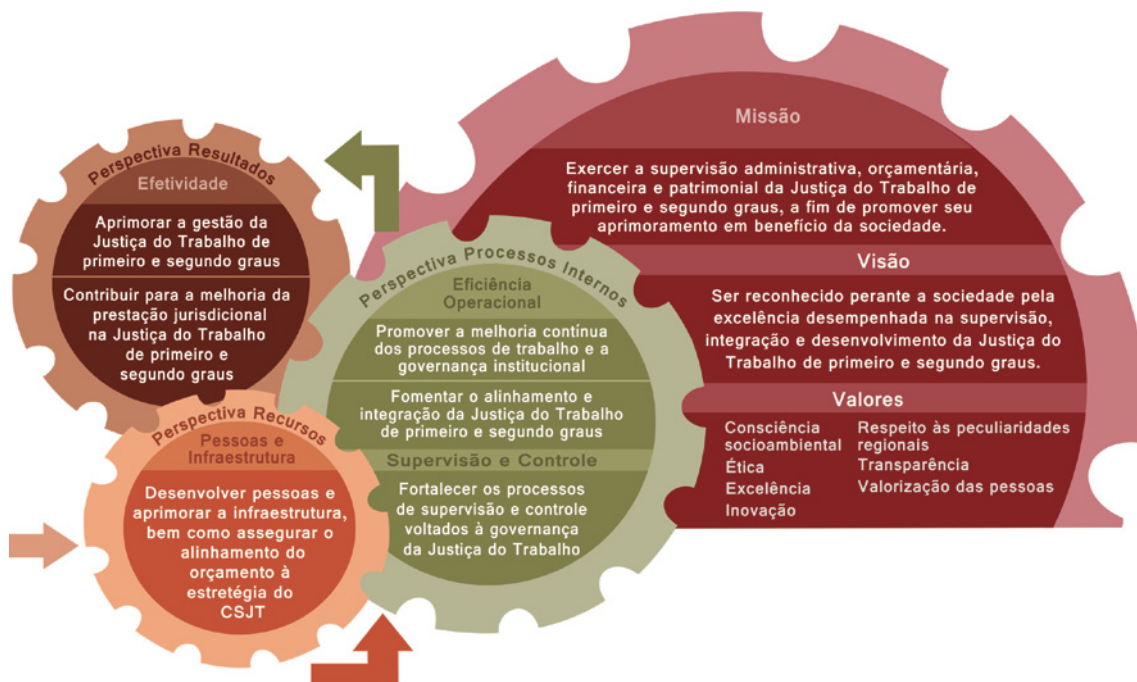 Missão
Exercer a supervisão administrativa, orçamentária,
financeira e patrimonial da Justiça do Trabalho de
primeiro e segundo graus, a fim de promover seu
aprimoramento em benefício da sociedade.
Visão
Ser reconhecido perante a sociedade pela
excelência desempenhada na supervisão,
integração e desenvolvimento da Justiça do
Trabalho de primeiro e segundo graus.
Valores
Consciência
socioambiental
Ética
Excelência
Inovação
Respeito às peculiaridades
regionais
Transparência
Valorização das pessoas
Perspectiva Resultados
Efetividade
Aprimorar a gestão da
Justiça do Trabalho de
primeiro e segundo graus
Contribuir para a melhoria da
prestação jurisdicional
na Justiça do Trabalho
de primeiro e
segundo graus
Perspectiva Processos Internos
Eficiência
Operacional
Promover a melhoria contínua
dos processos de trabalho e a
governança institucional
Fomentar o alinhamento e
integração da Justiça do Trabalho
de primeiro e segundo graus
Supervisão e Controle
Fortalecer os processos
de supervisão e controle
voltados à governança
da Justiça do Trabalho
Perspectiva Recursos
Pessoas e
Infraestrutura
Desenvolver pessoas e
aprimorar a infraestrutura,
bem como assegurar o
alinhamento do
orçamento à
estretégia do
CSJT